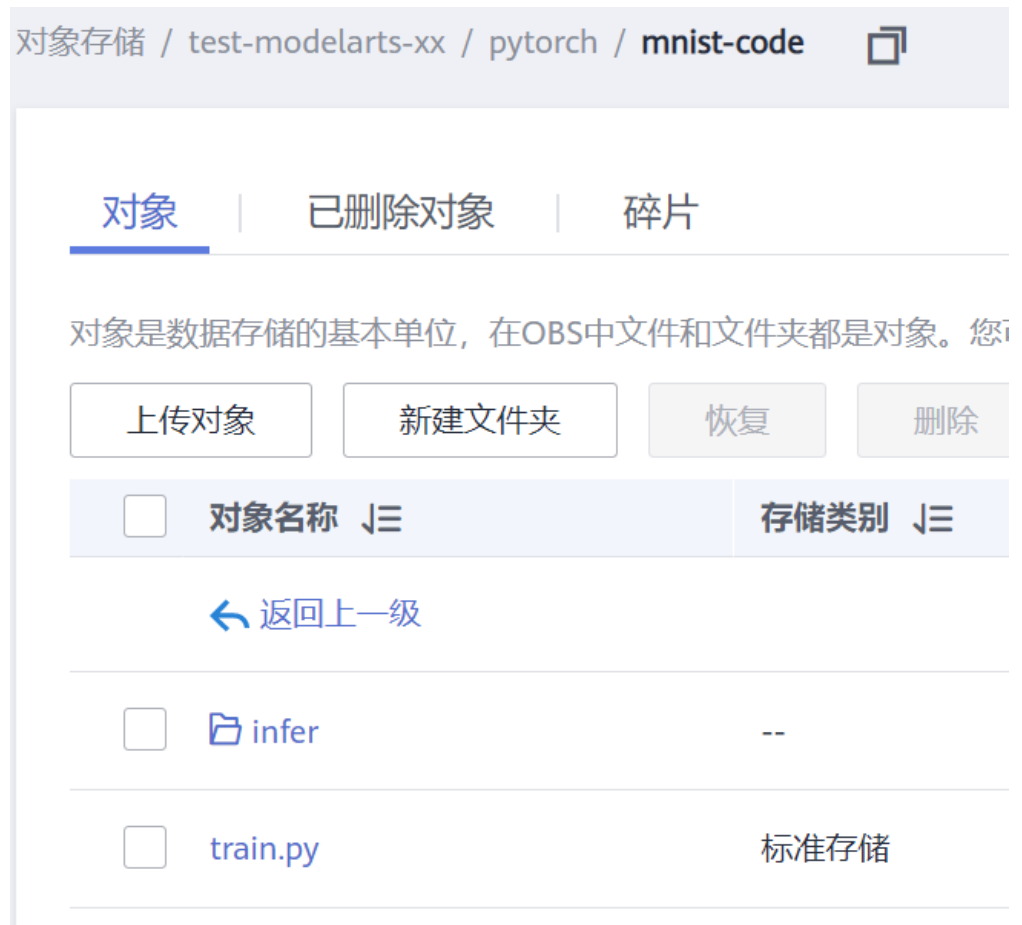 对象存储 / test-modelarts-xx / pytorch / mnist-code
对象 已删除对象 碎片
对象是数据存储的基本单位，在OBS中文件和文件夹都是对象。您
上传对象 新建文件夹 恢复 删除
对象名称 存储类别
返回上一级
infer --
train.py 标准存储